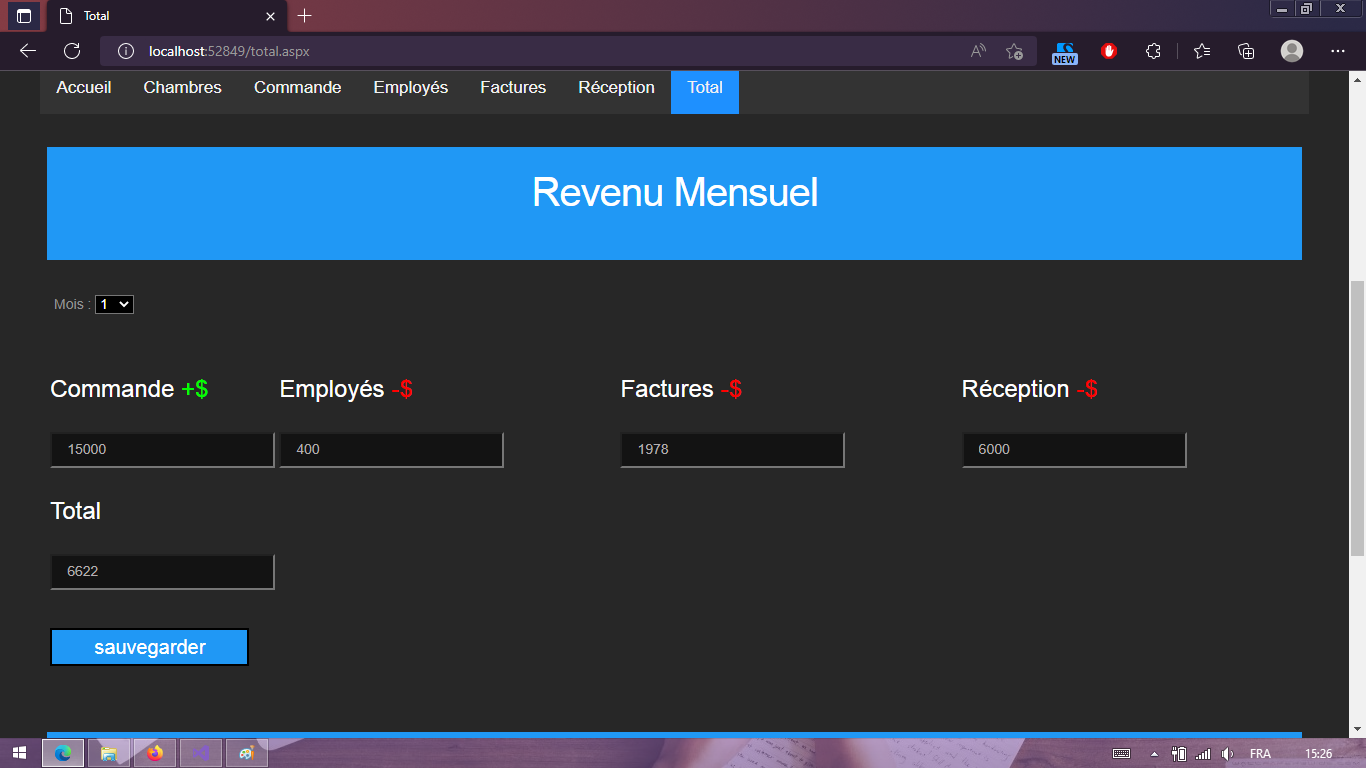 Total
localhost:52849/total.aspx
NEW
Accueil Chambres Commande Employés Factures Réception Total
Revenu Mensuel
Mois : 1
Commande +$ Employés -$ Factures -$ Réception -$
15000 400 1978 6000
Total
6622
sauvegarder
FRA 15:26